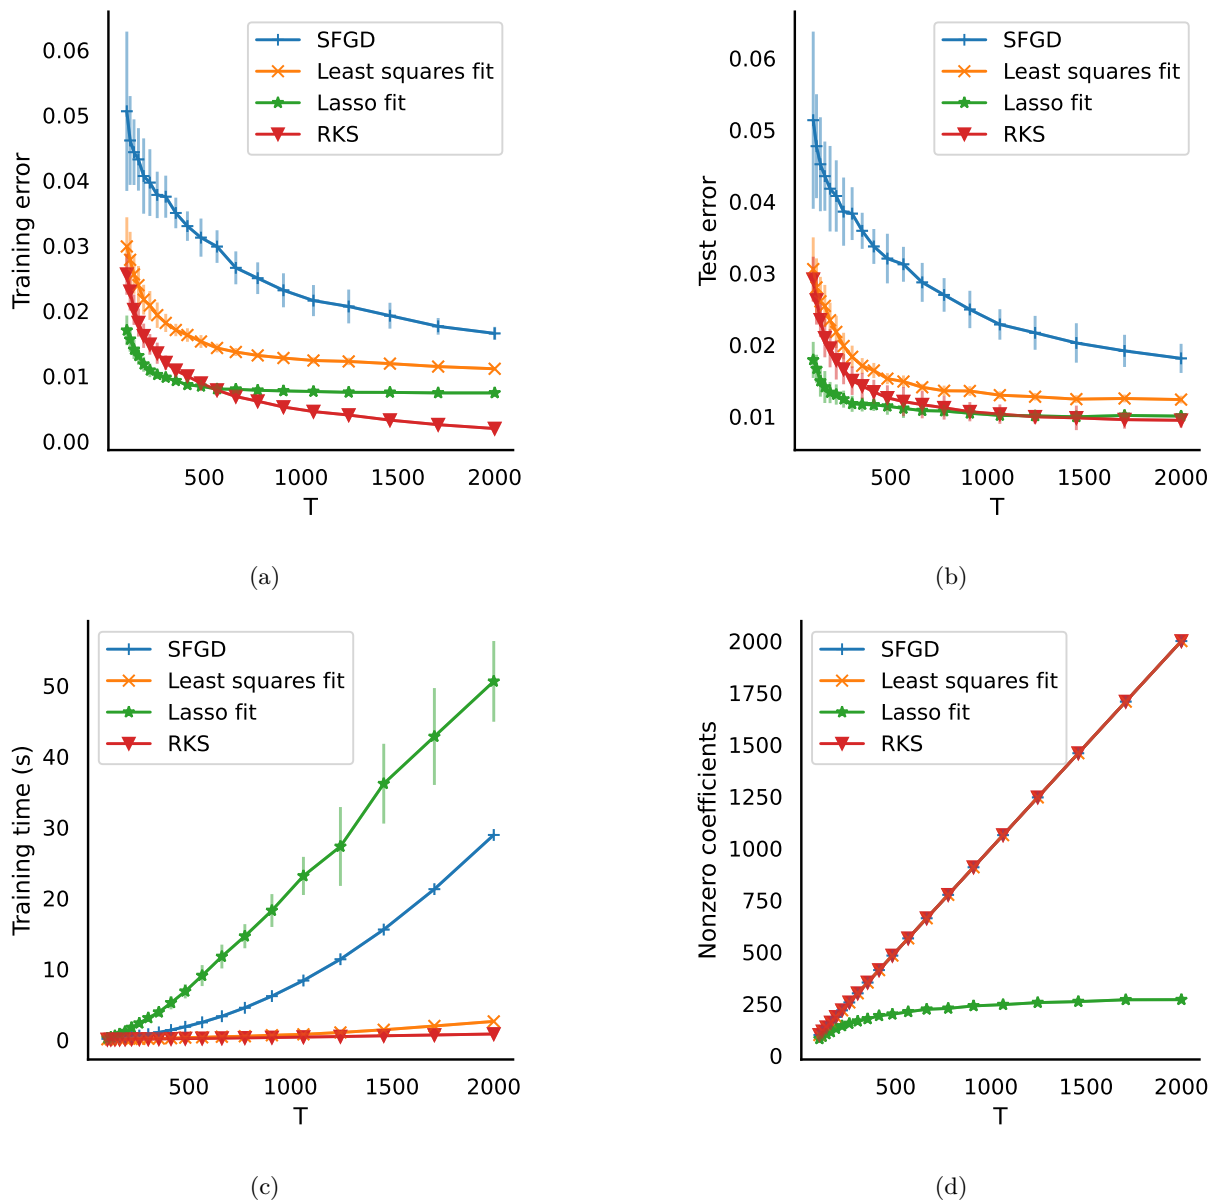 SFGD
Least squares fit
Lasso fit
RKS
Training error
0.06
0.05
0.04
0.03
0.02
0.01
0.00
500 1000 1500 2000
T
(a)
SFGD
Least squares fit
Lasso fit
RKS
Test error
0.06
0.05
0.04
0.03
0.02
0.01
500 1000 1500 2000
T
(b)
SFGD
Least squares fit
Lasso fit
RKS
Training time (s)
50
40
30
20
10
0
500 1000 1500 2000
T
(c)
SFGD
Least squares fit
Lasso fit
RKS
Nonzero coefficients
2000
1750
1500
1250
1000
750
500
250
0
500 1000 1500 2000
T
(d)